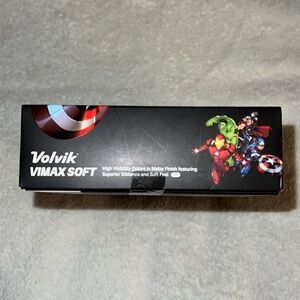 Volvik
VIMAX SOFT
High Visibility Colors in Matte Finish featuring
Superior Distance and Soft Feel